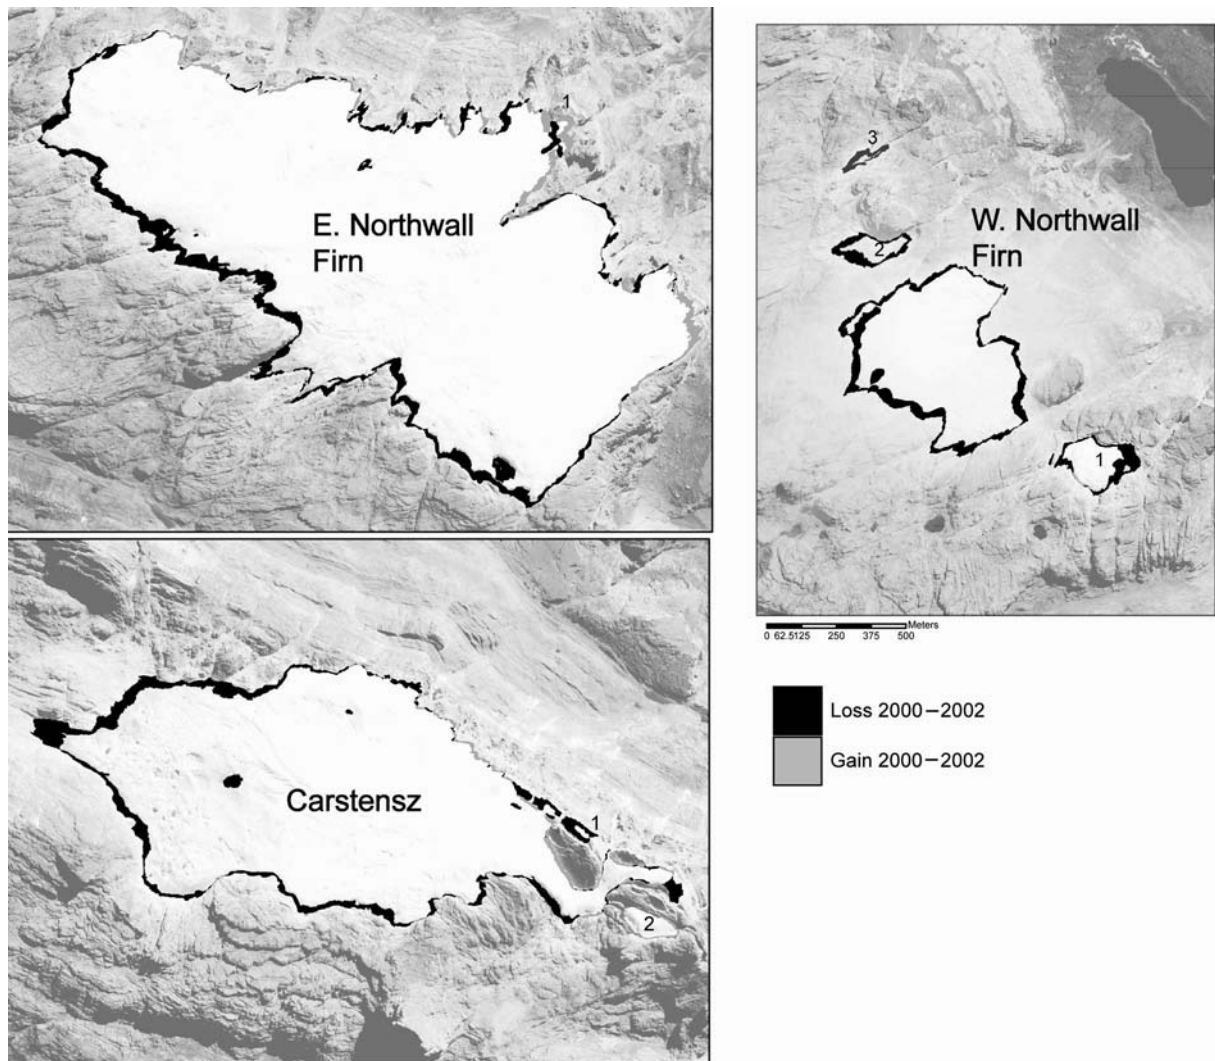 1
E. Northwall
Firn
3
W. Northwall
Firn
2
1
Meters
0 62.5125 250 375 500
Loss 2000–2002
Gain 2000–2002
Carstensz
1
2